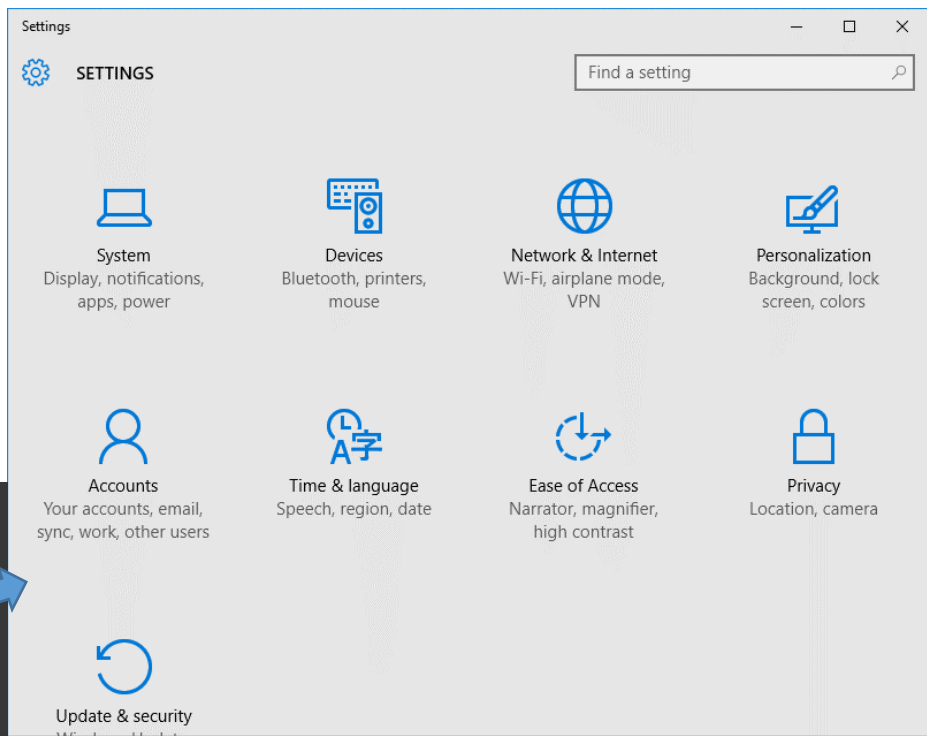 Settings
SETTINGS
Find a setting
System
Display, notifications,
apps, power
Devices
Bluetooth, printers,
mouse
Network & Internet
Wi-Fi, airplane mode,
VPN
Personalization
Background, lock
screen, colors
Accounts
Your accounts, email,
sync, work, other users
Time & language
Speech, region, date
Ease of Access
Narrator, magnifier,
high contrast
Privacy
Location, camera
Update & security